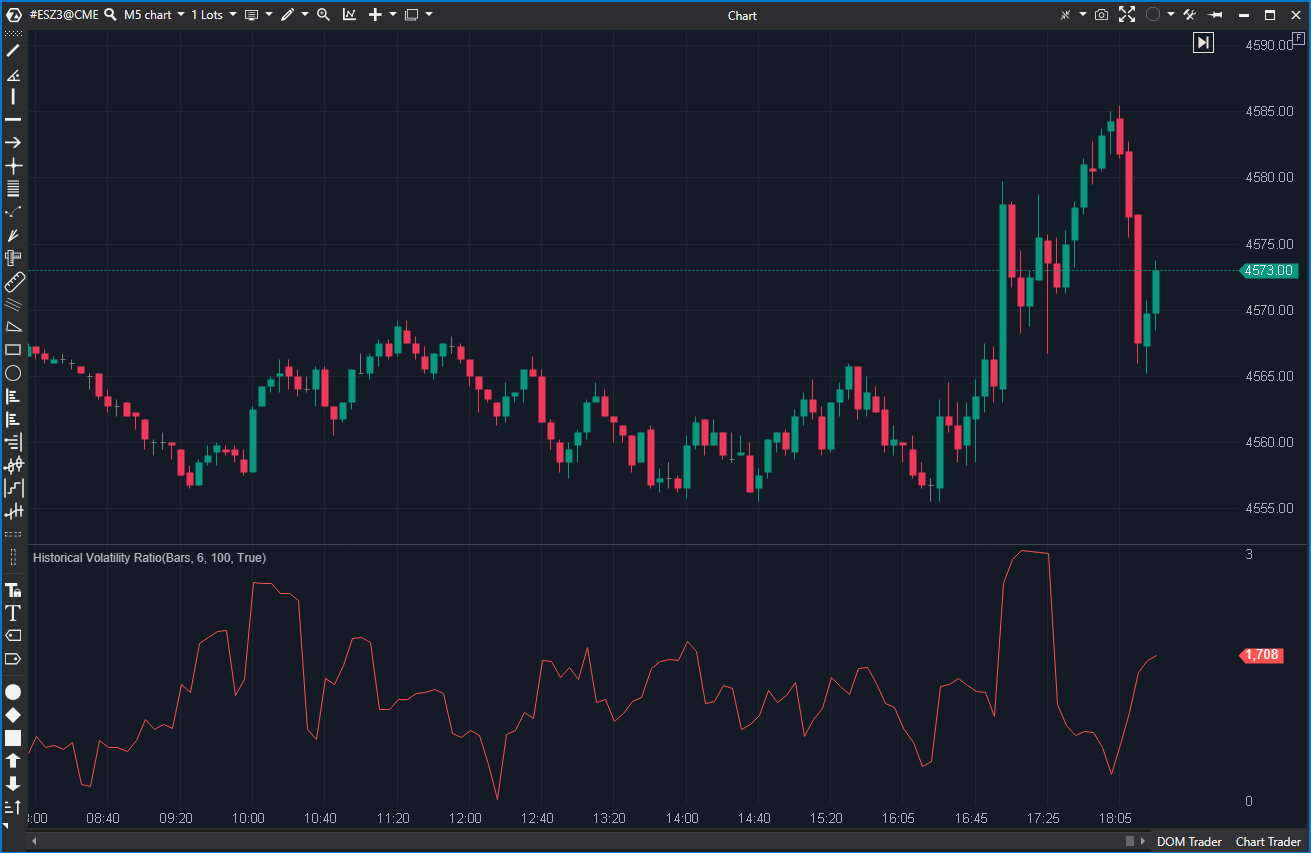 #ESZ3@CME M5 chart 1 Lots Chart
F
4590.00
4585.00
4580.00
4575.00
4573.00
4570.00
4565.00
4560.00
4555.00
Historical Volatility Ratio(Bars, 6, 100, True)
3
1,708
T
0
:00 08:40 09:20 10:00 10:40 11:20 12:00 12:40 13:20 14:00 14:40 15:20 16:05 16:45 17:25 18:05
DOM Trader Chart Trader